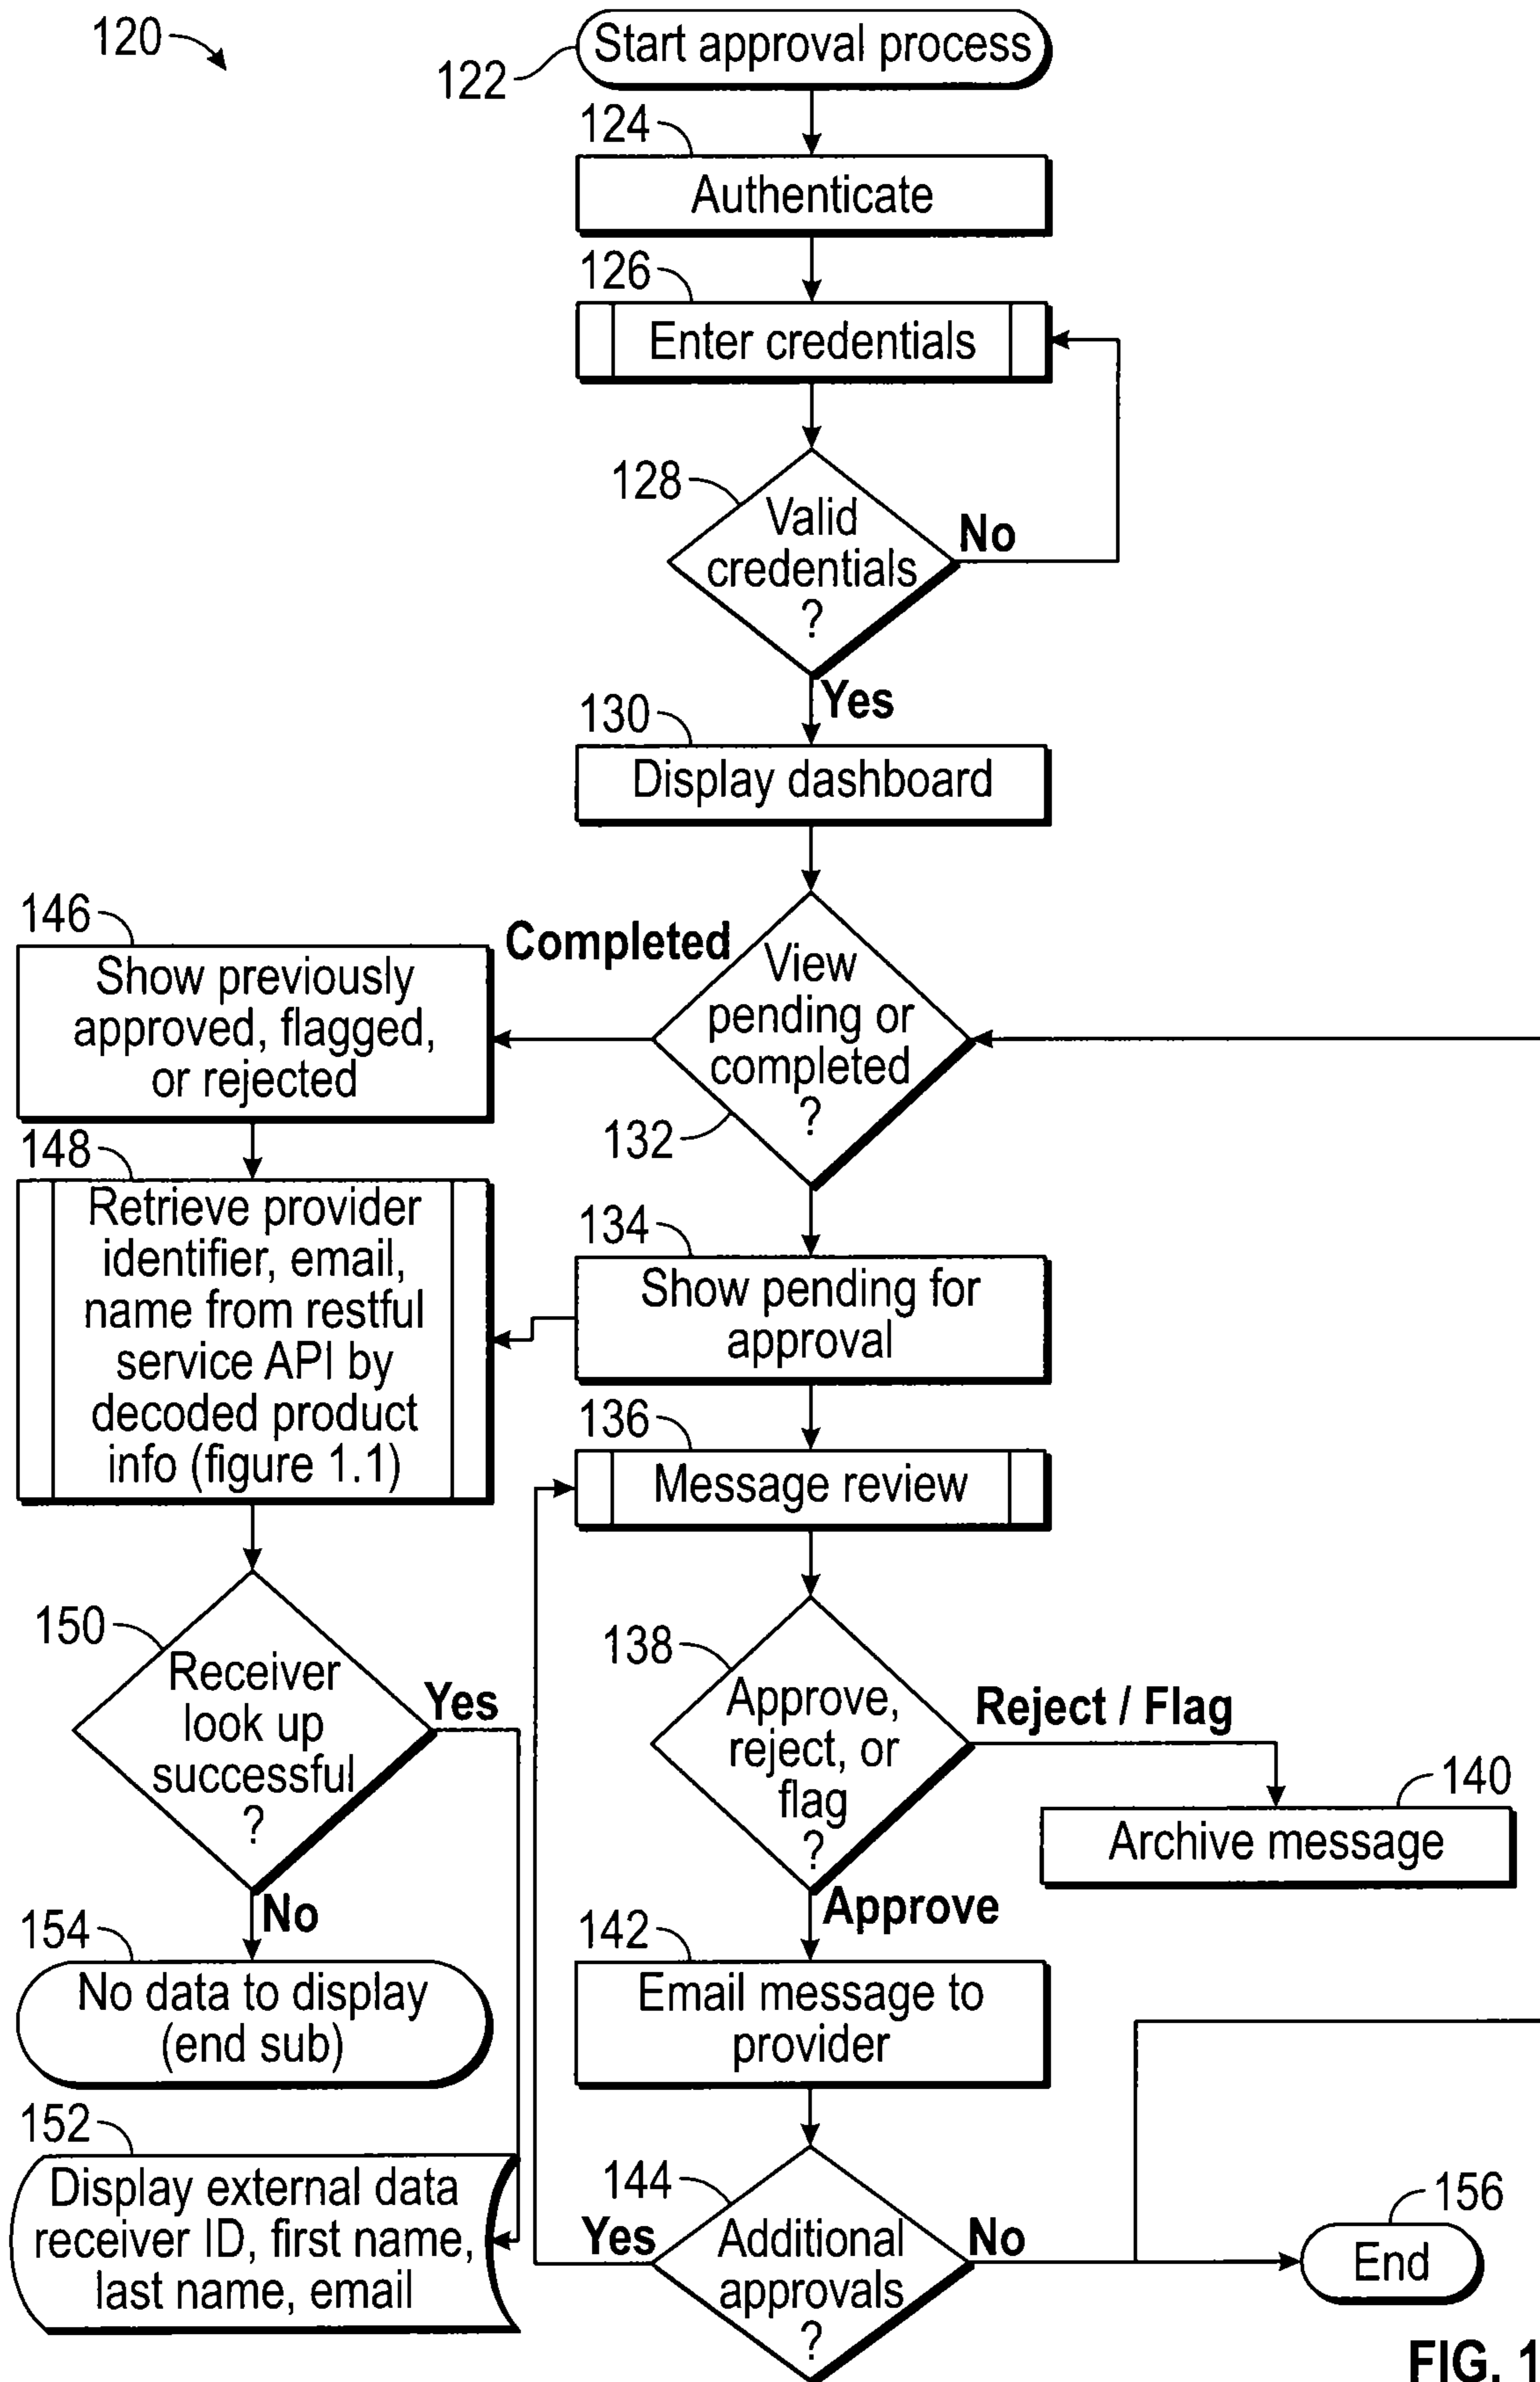 120
Start approval process
122
124
Authenticate
126
Enter credentials
128
Valid
credentials
?
No
Yes
130
Display dashboard
146
Completed
Show previously
approved, flagged,
or rejected
View
pending or
completed
?
132
148
Retrieve provider
identifier, email,
name from restful
service API by
decoded product
info (figure 1.1)
134
Show pending for
approval
136
Message review
150
Receiver
look up
successful
?
Yes
138
Approve,
reject, or
flag
?
Reject / Flag
140
Archive message
No
Approve
154
No data to display
(end sub)
142
Email message to
provider
152
Display external data
receiver ID, first name,
last name, email
144
Yes
Additional
approvals
?
No
156
End
FIG. 1